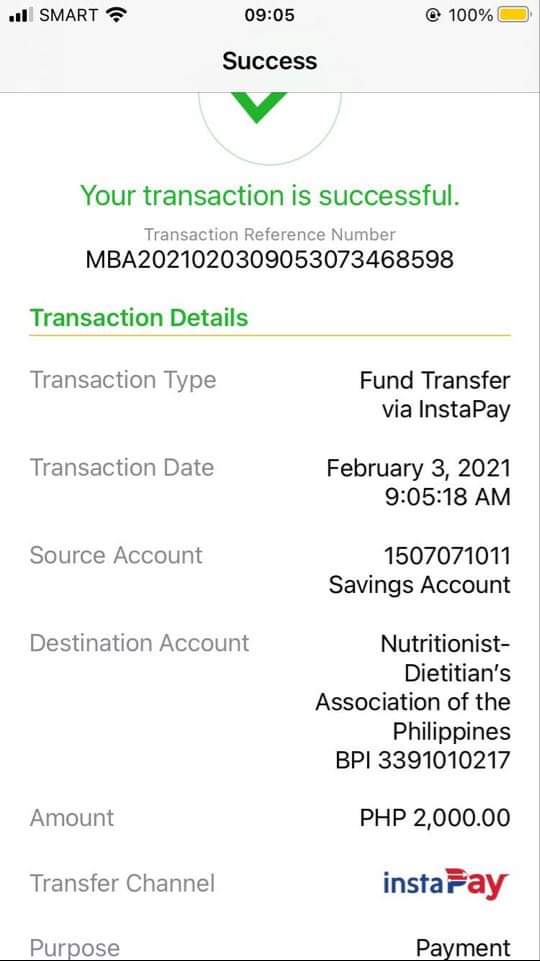 SMART 09:05 100%
Success
Your transaction is successful.
Transaction Reference Number
MBA2021020309053073468598
Transaction Details
Transaction Type Fund Transfer
via InstaPay
Transaction Date February 3, 2021
9:05:18 AM
Source Account 1507071011
Savings Account
Destination Account Nutritionist-
Dietitian’s
Association of the
Philippines
BPI 3391010217
Amount PHP 2,000.00
Transfer Channel instaPay
Purpose Payment